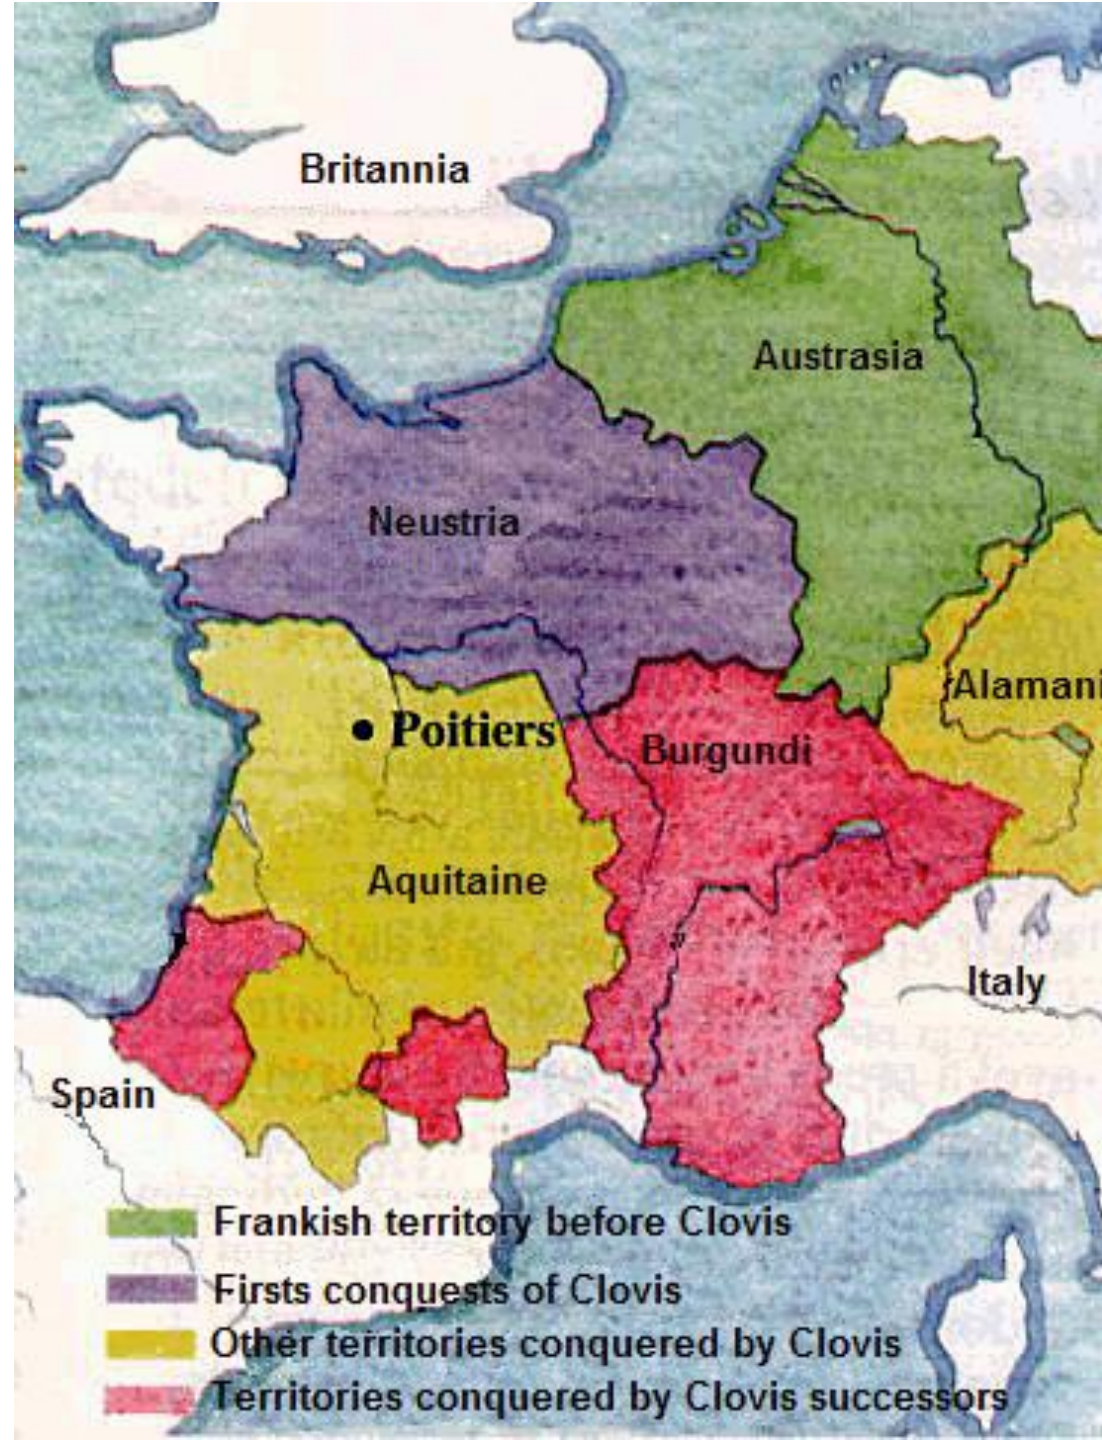 Britannia
Austrasia
Neustria
Alamani
Poitiers
Burgundi
Aquitaine
Italy
Spain
Frankish territory before Clovis
Firsts conquests of Clovis
Other territories conquered by Clovis
Territories conquered by Clovis successors